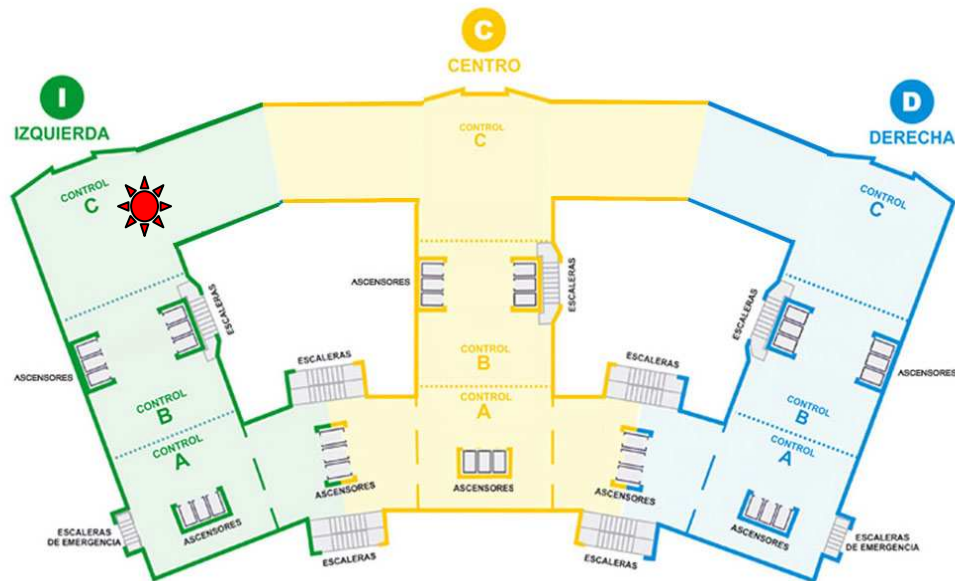 C
CENTRO
I
IZQUIERDA
D
DERECHA
CONTROL
C
CONTROL
C
CONTROL
C
ASCENSORES
ESCALERAS
ESCALERAS
ESCALERAS
ASCENSORES
ESCALERAS
CONTROL
B
ESCALERAS
ASCENSORES
CONTROL
B
CONTROL
A
CONTROL
B
CONTROL
A
CONTROL
A
ASCENSORES
ASCENSORES
ASCENSORES
ASCENSORES
ASCENSORES
ESCALERAS
DE EMERGENCIA
ESCALERAS
ESCALERAS
ESCALERAS
DE EMERGENCIA